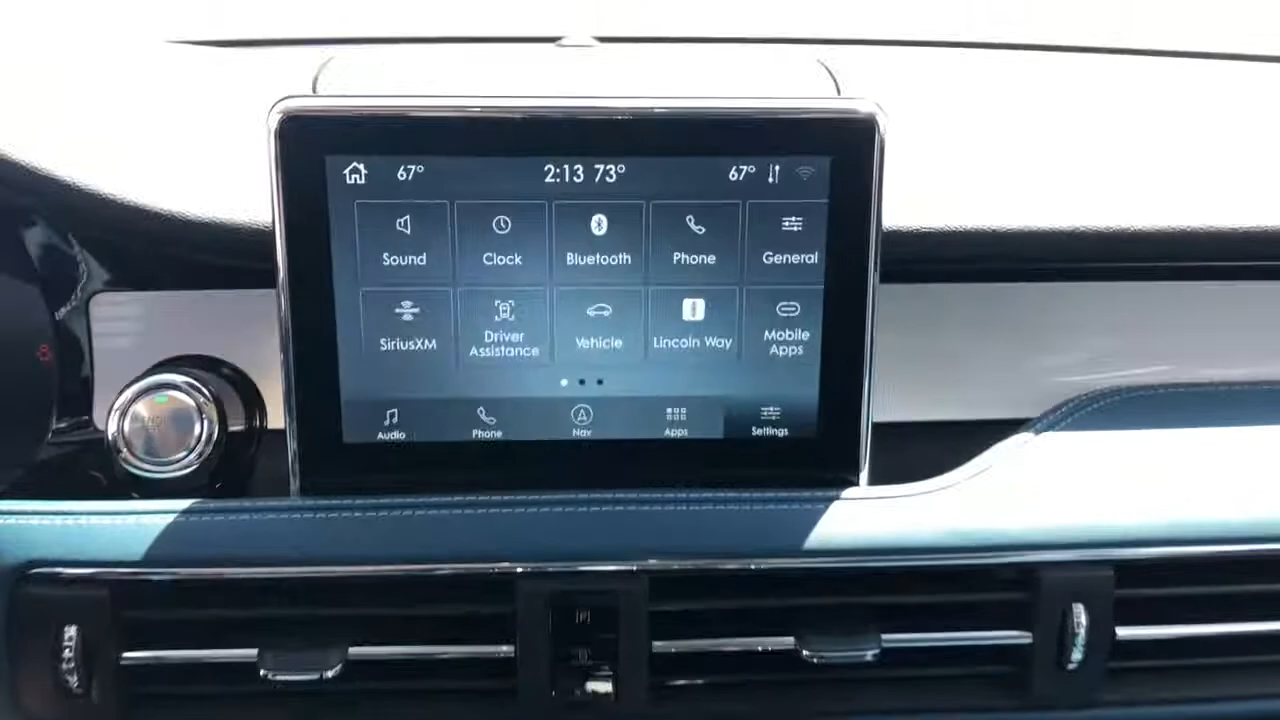 67° 2:13 73° 67°
Sound Clock Bluetooth Phone General
SiriusXM Driver Assistance Vehicle Lincoln Way Mobile Apps
Audio Phone Nav Apps Settings